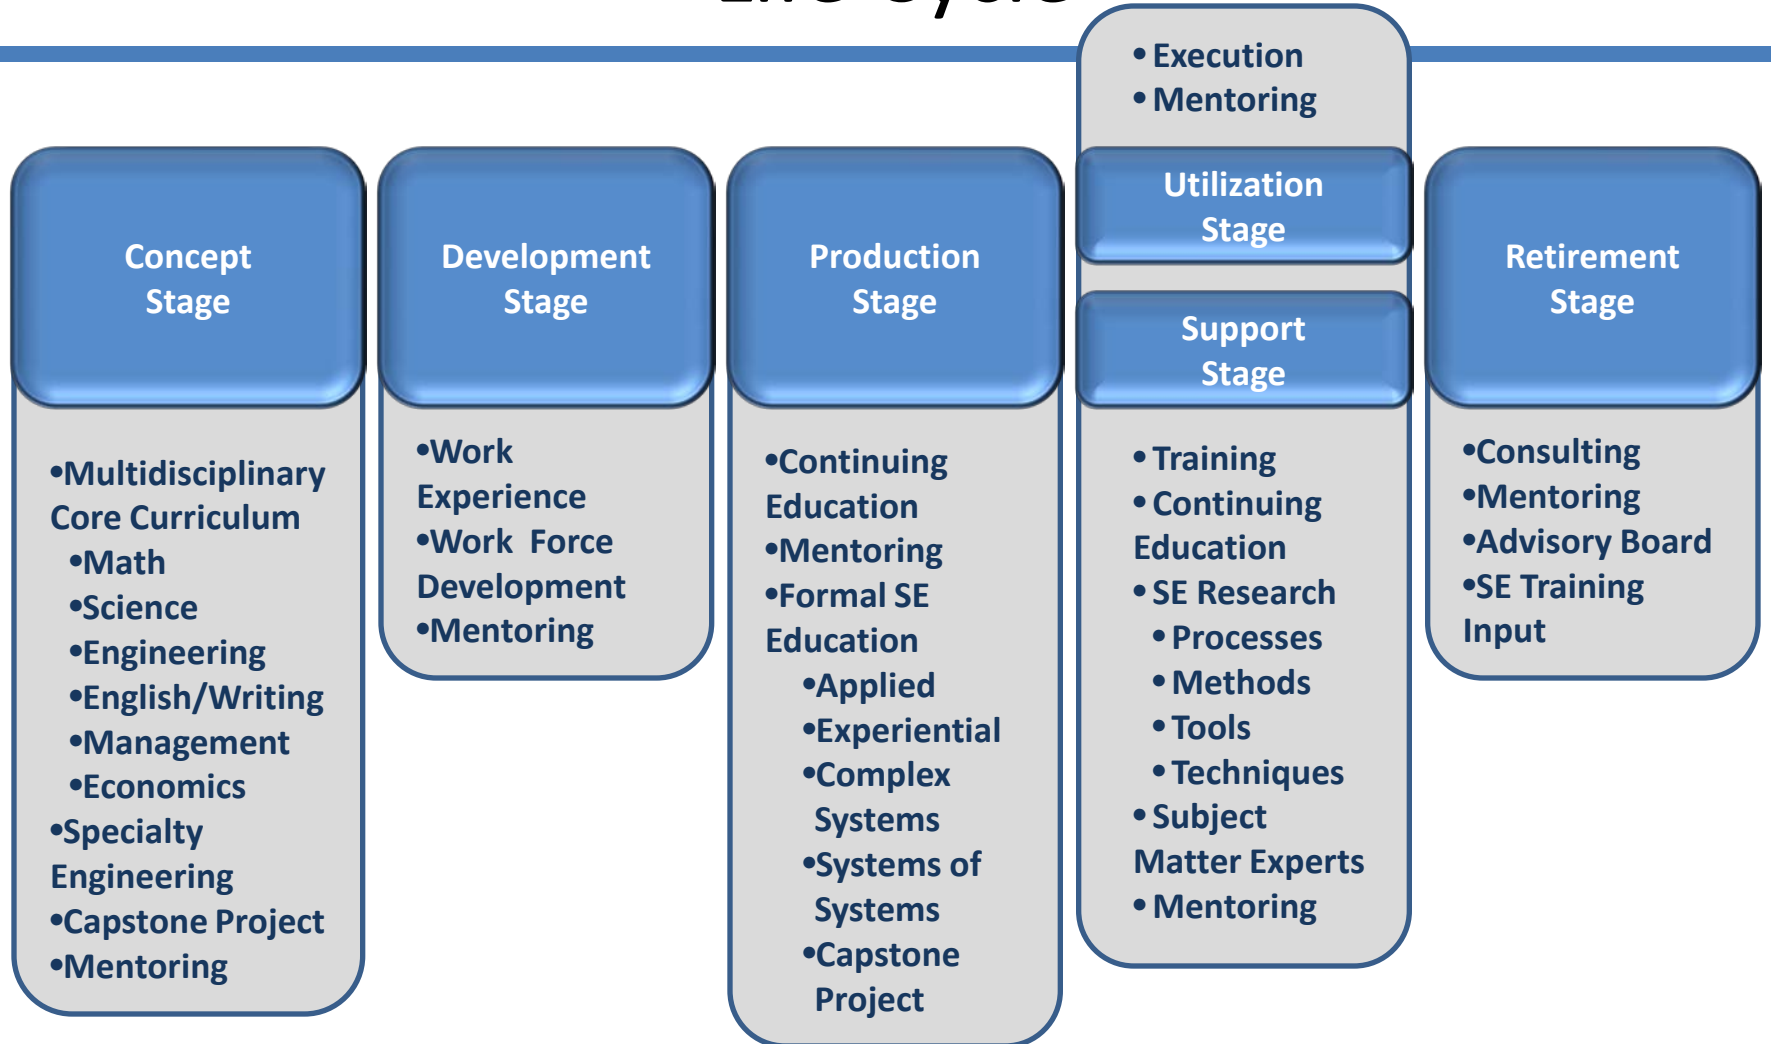 Life Cycle
Concept
Stage
•Multidisciplinary
Core Curriculum
•Math
•Science
•Engineering
•English/Writing
•Management
•Economics
•Specialty
Engineering
•Capstone Project
•Mentoring
Development
Stage
•Work
Experience
•Work Force
Development
•Mentoring
Production
Stage
•Continuing
Education
•Mentoring
•Formal SE
Education
•Applied
•Experiential
•Complex
Systems
•Systems of
Systems
•Capstone
Project
• Execution
• Mentoring
Utilization
Stage
Support
Stage
• Training
• Continuing
Education
• SE Research
• Processes
• Methods
• Tools
• Techniques
• Subject
Matter Experts
• Mentoring
Retirement
Stage
•Consulting
•Mentoring
•Advisory Board
•SE Training
Input